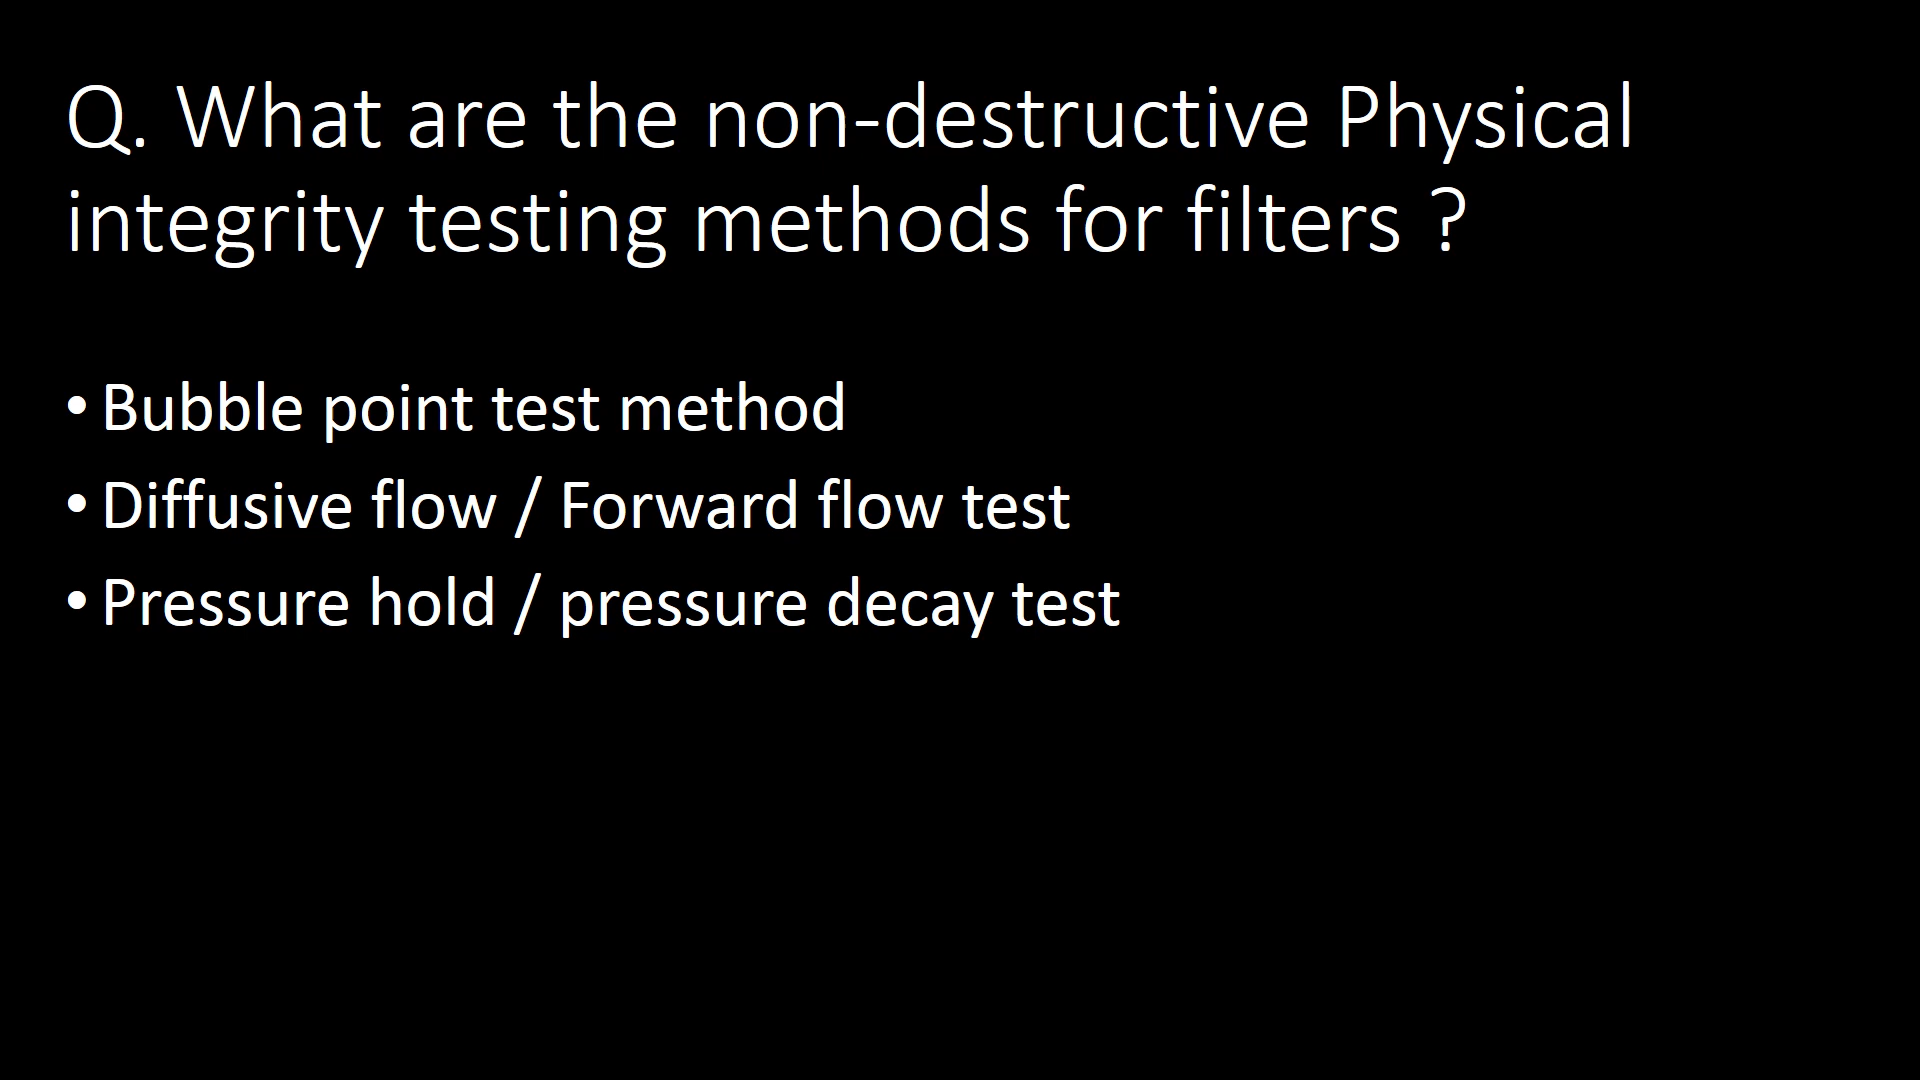 Q. What are the non-destructive Physical
integrity testing methods for filters ?
• Bubble point test method
• Diffusive flow / Forward flow test
• Pressure hold / pressure decay test